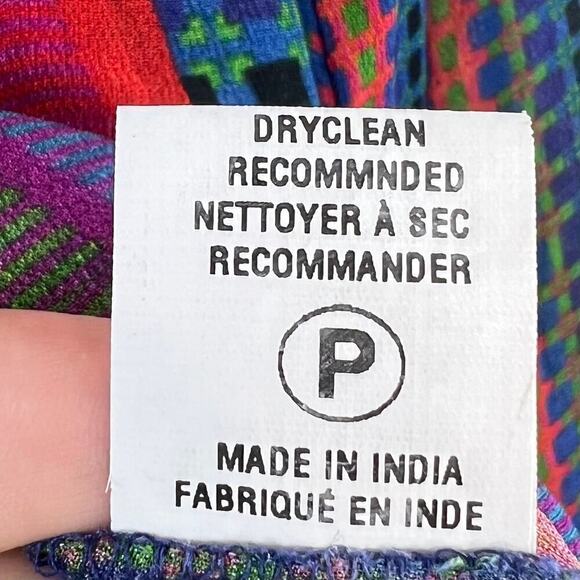 DRYCLEAN
RECOMMNDED
NETTOYER À SEC
RECOMMANDER
P
MADE IN INDIA
FABRIQUÉ EN INDE